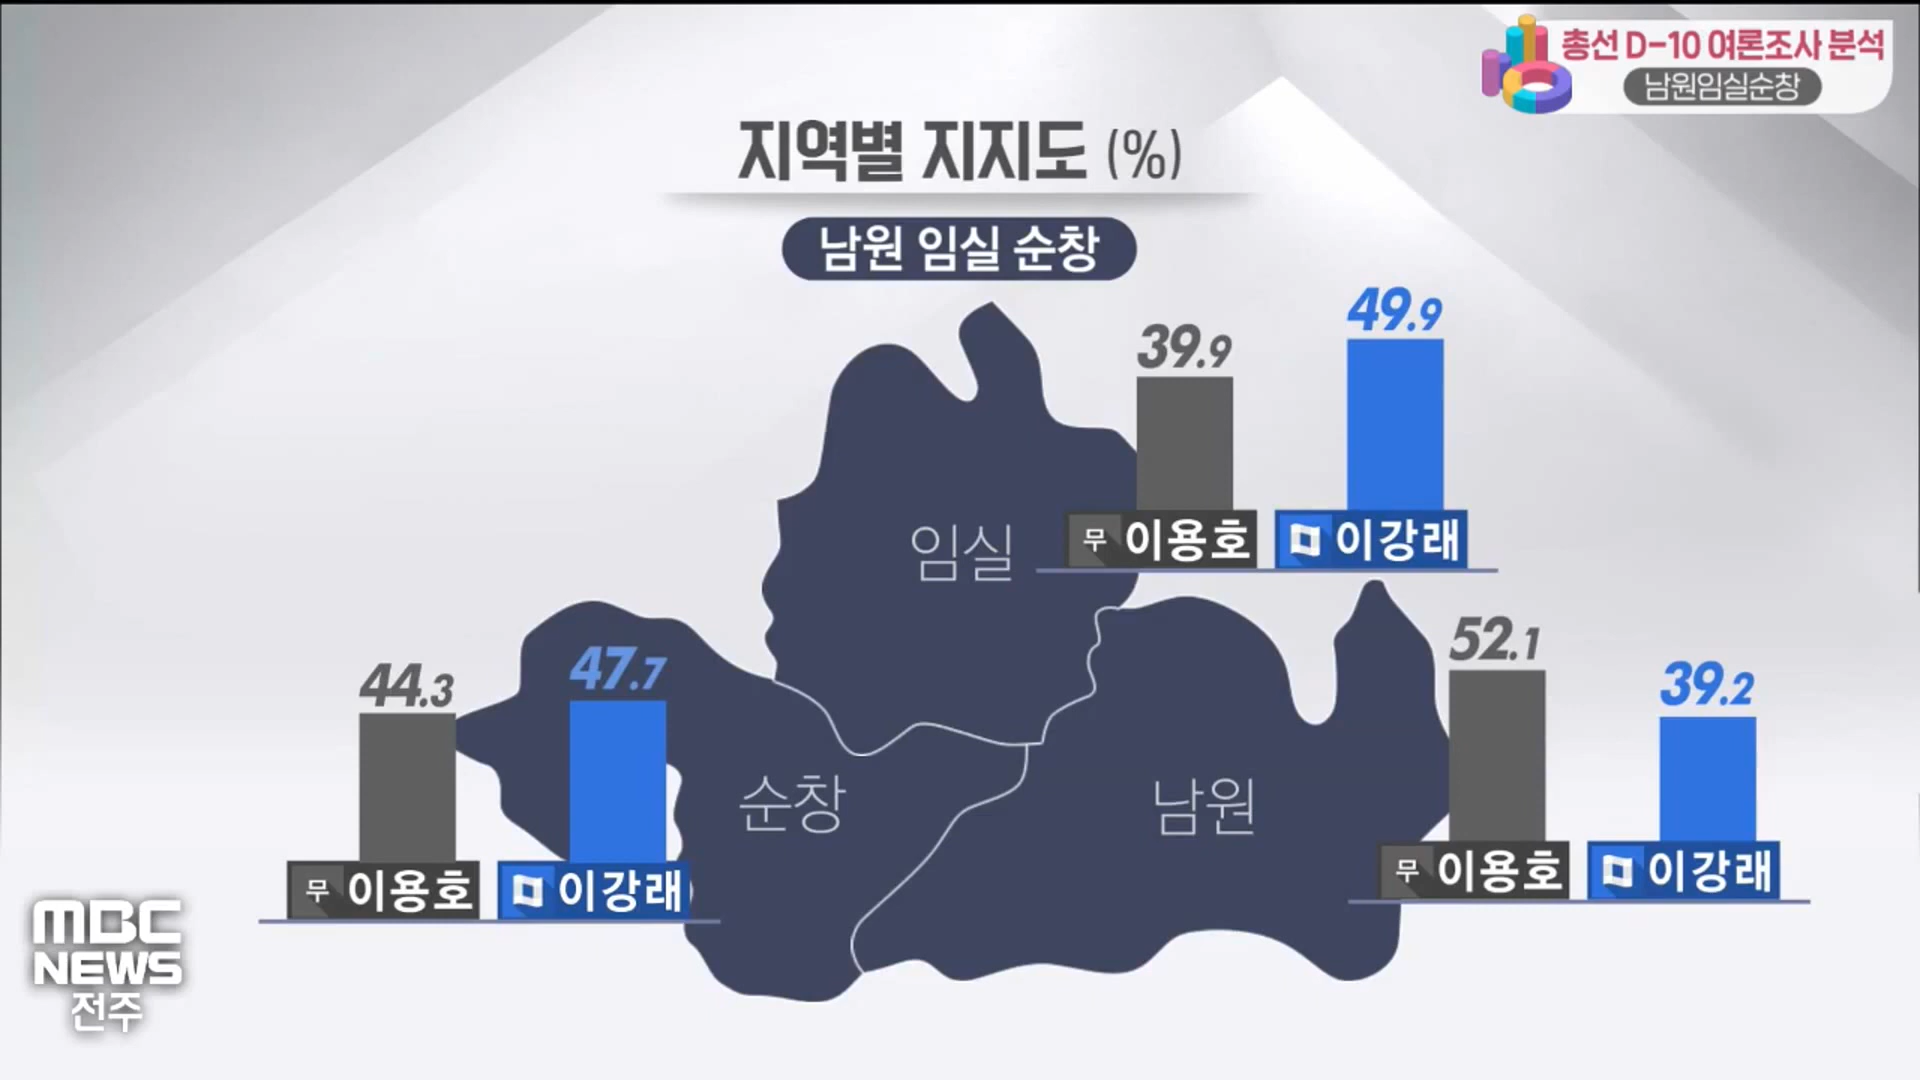 총선 D-10 여론조사 분석
남원임실순창
지역별 지지도 (%)
남원 임실 순창
39.9
49.9
임실
무 이용호
이강래
44.3
47.7
순창
무 이용호
이강래
52.1
39.2
남원
무 이용호
이강래
MBC
NEWS
전주